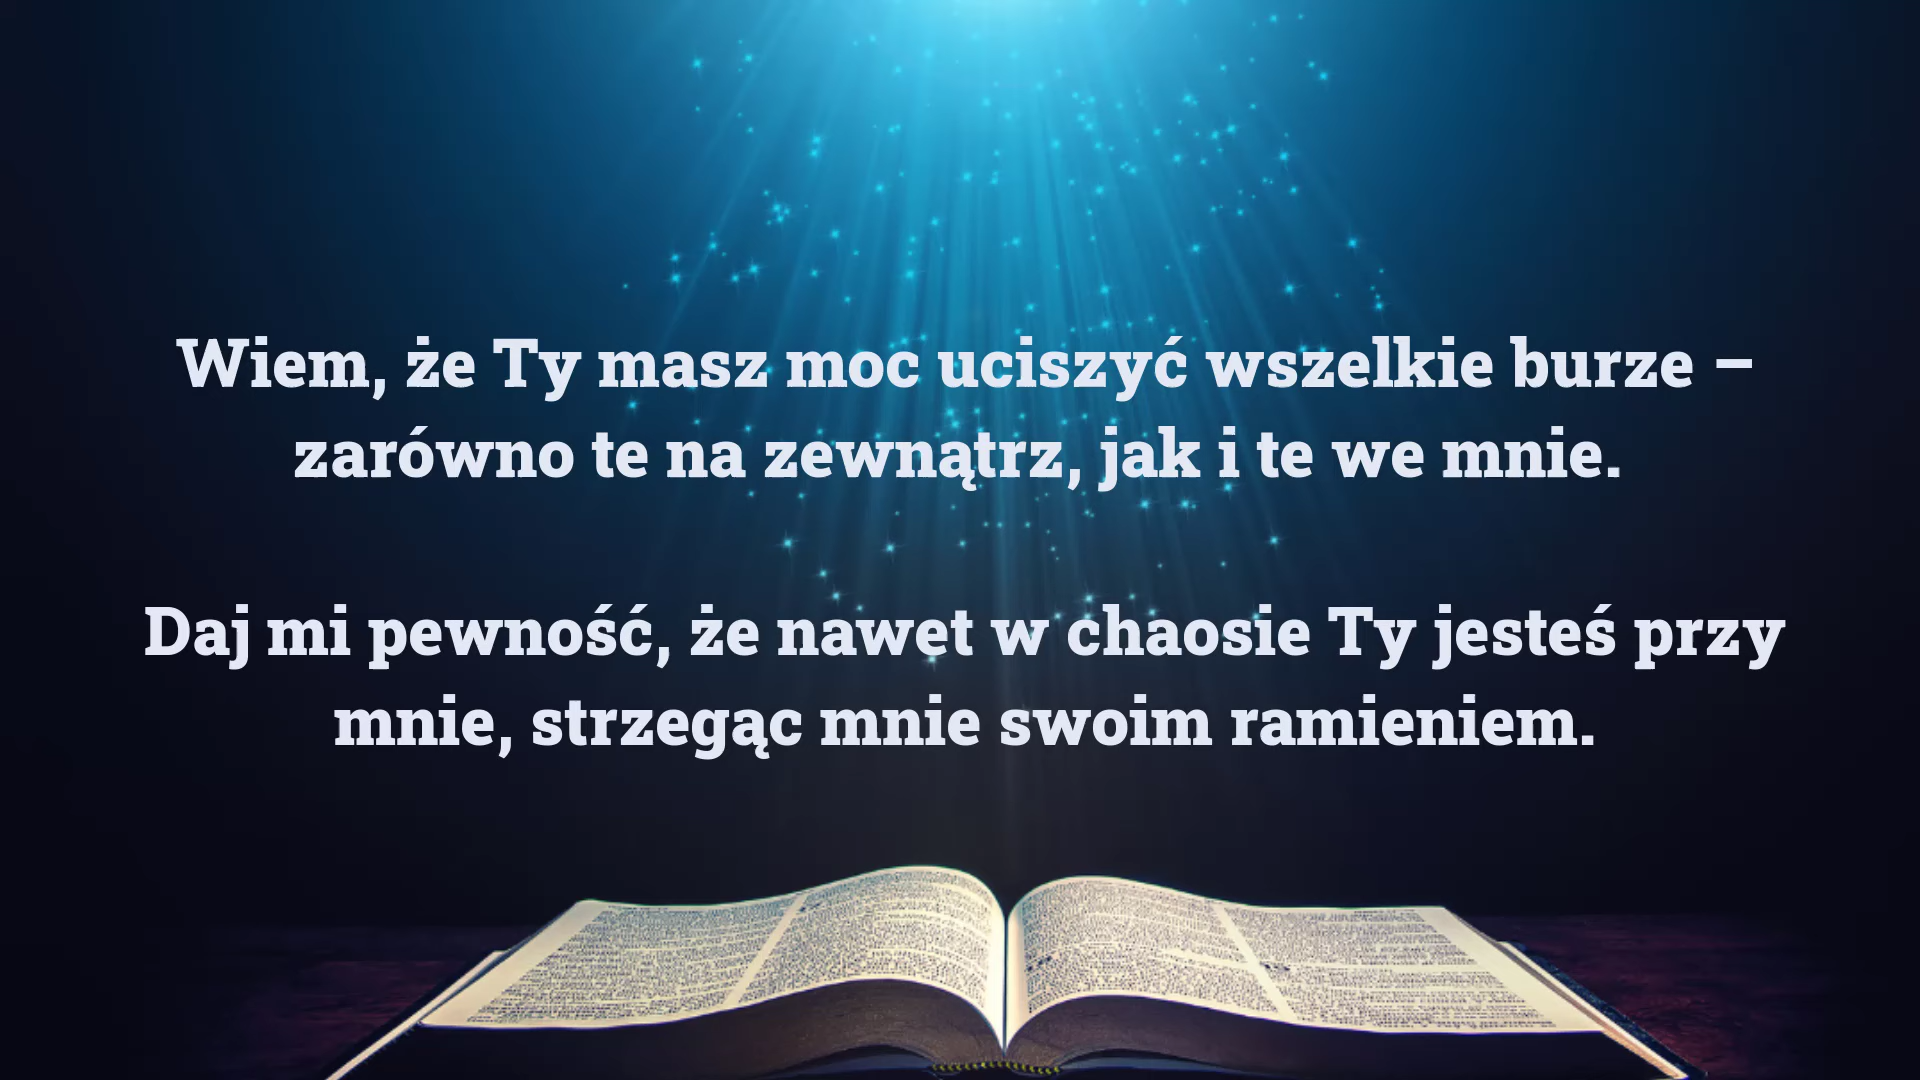 Wiem, że Ty masz moc uciszyć wszelkie burze –
zarówno te na zewnątrz, jak i te we mnie.
Daj mi pewność, że nawet w chaosie Ty jesteś przy
mnie, strzegąc mnie swoim ramieniem.